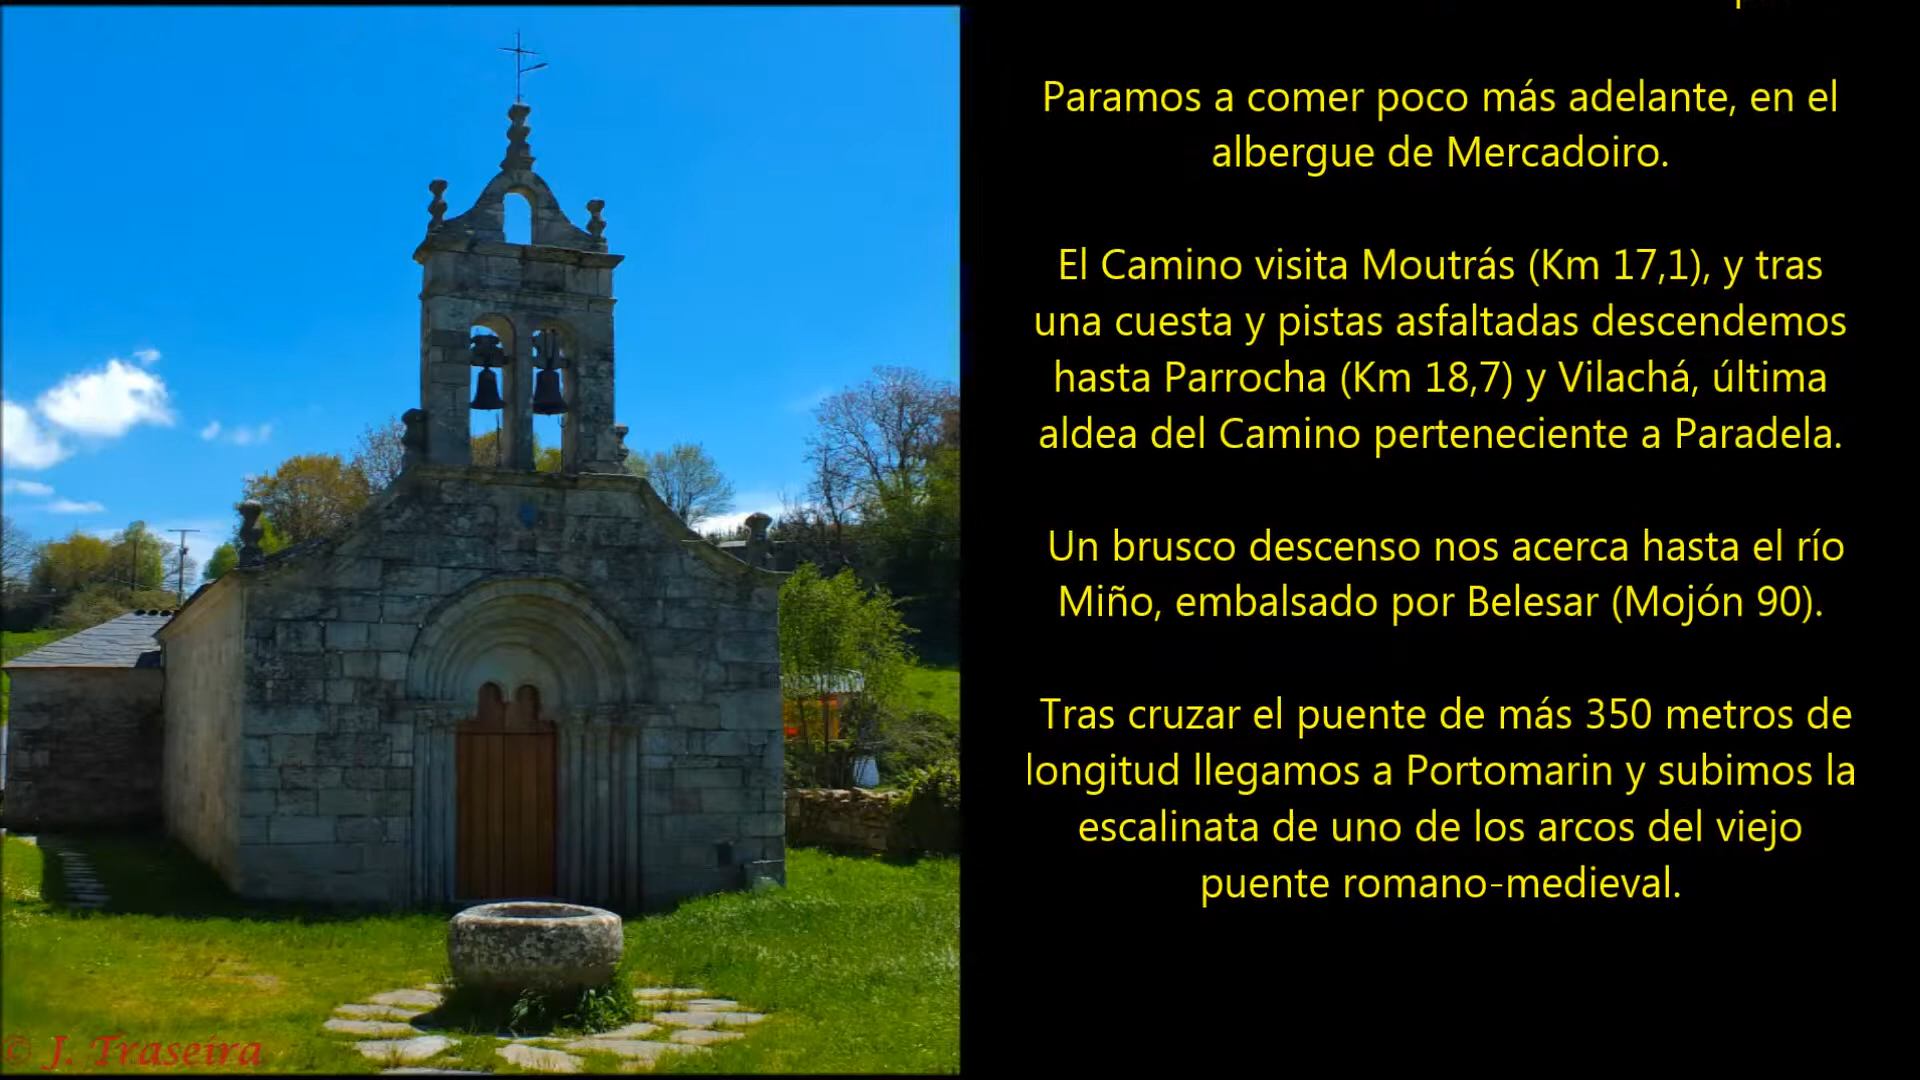 Paramos a comer poco más adelante, en el
albergue de Mercadoiro.
El Camino visita Moutrás (Km 17,1), y tras
una cuesta y pistas asfaltadas descendemos
hasta Parrocha (Km 18,7) y Vilachá, última
aldea del Camino perteneciente a Paradela.
Un brusco descenso nos acerca hasta el río
Miño, embalsado por Belesar (Mojón 90).
Tras cruzar el puente de más 350 metros de
longitud llegamos a Portomarin y subimos la
escalinata de uno de los arcos del viejo
puente romano-medieval.
© J. Traseira